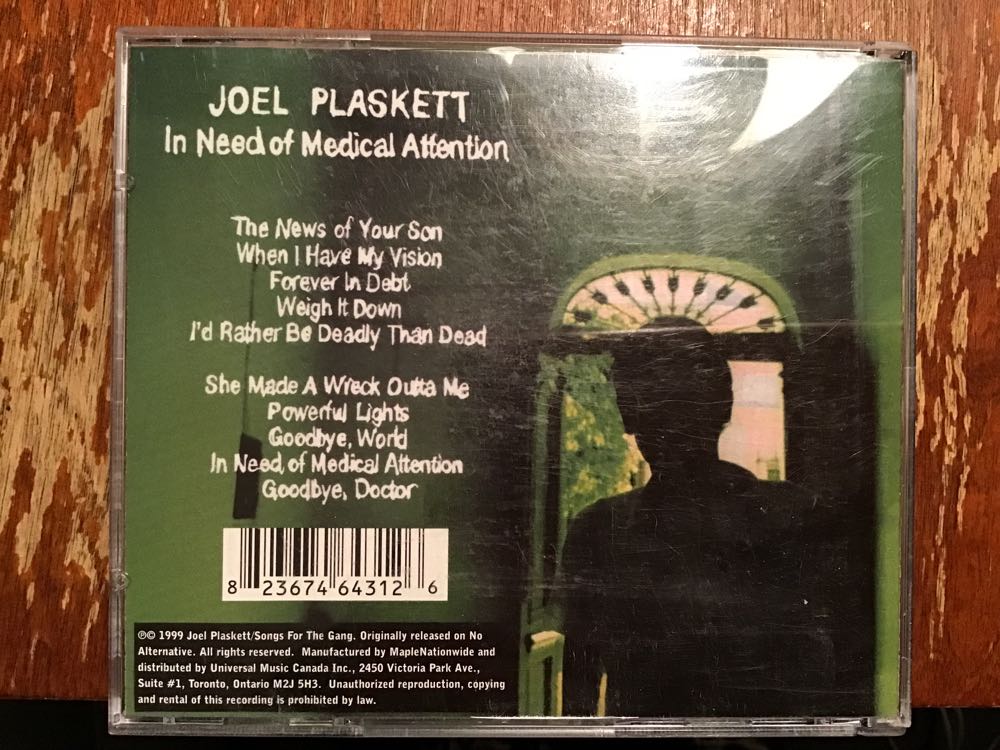 JOEL PLASKETT
In Need of Medical Attention
The News of Your Son
When I Have My Vision
Forever In Debt
Weigh It Down
I'd Rather Be Deadly Than Dead
She Made A Wreck Outta Me
Powerful Lights
Goodbye, World
In Need of Medical Attention
Goodbye, Doctor
8 23674 64312 6
℗© 1999 Joel Plaskett/Songs For The Gang. Originally released on No
Alternative. All rights reserved. Manufactured by MapleNationwide and
distributed by Universal Music Canada Inc., 2450 Victoria Park Ave.,
Suite #1, Toronto, Ontario M2J 5H3. Unauthorized reproduction, copying
and rental of this recording is prohibited by law.